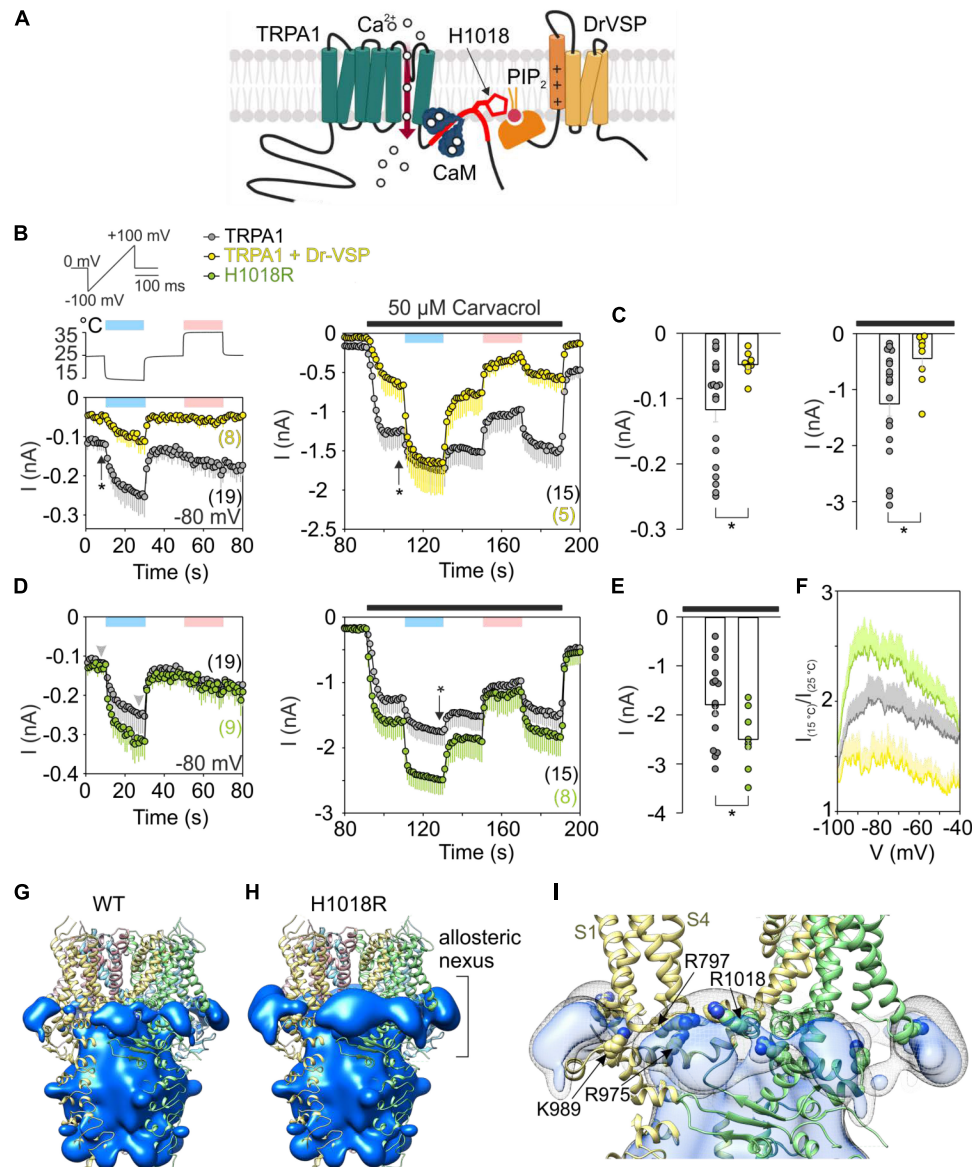 A
TRPA1
Ca2+
H1018
DrVSP
PIP2
+
+
+
CaM
B
+100 mV
0 mV
-100 mV
100 ms
TRPA1
TRPA1 + Dr-VSP
H1018R
°C
35
25
15
0
-0.1
-0.2
-0.3
I (nA)
*
(8)
(19)
-80 mV
0 20 40 60 80
Time (s)
50 µM Carvacrol
0
-0.5
-1
-1.5
-2
-2.5
I (nA)
*
(15)
(5)
80 120 160 200
Time (s)
C
0
-0.1
-0.2
-0.3
I (nA)
*
0
-1
-2
-3
I (nA)
*
D
0
-0.1
-0.2
-0.3
-0.4
I (nA)
(19)
(9)
-80 mV
0 20 40 60 80
Time (s)
0
-1
-2
-3
I (nA)
*
(15)
(8)
80 120 160 200
Time (s)
E
0
-1
-2
-3
-4
I (nA)
*
F
3
2
1
I(15 °C)/I(25 °C)
-100 -80 -60 -40
V (mV)
G
WT
H
H1018R
allosteric
nexus
I
S1
S4
R797
R1018
K989
R975